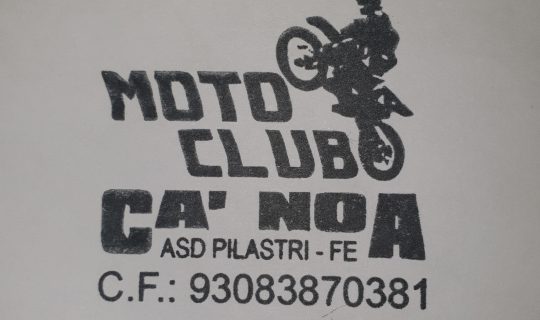 MOTO
CLUB
CA' NOA
ASD PILASTRI - FE
C.F.: 93083870381